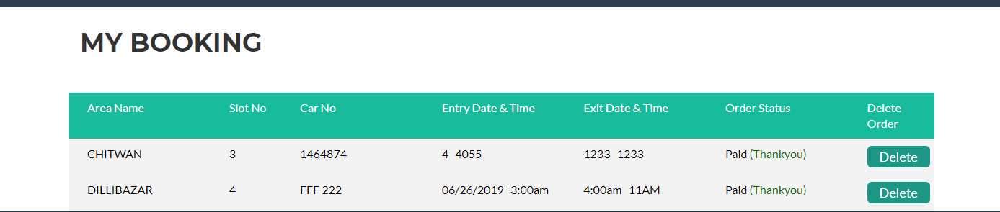 MY BOOKING
Area Name Slot No Car No Entry Date & Time Exit Date & Time Order Status Delete
Order
CHITWAN 3 1464874 4 4055 1233 1233 Paid (Thankyou) Delete
DILLIBAZAR 4 FFF 222 06/26/2019 3:00am 4:00am 11AM Paid (Thankyou) Delete